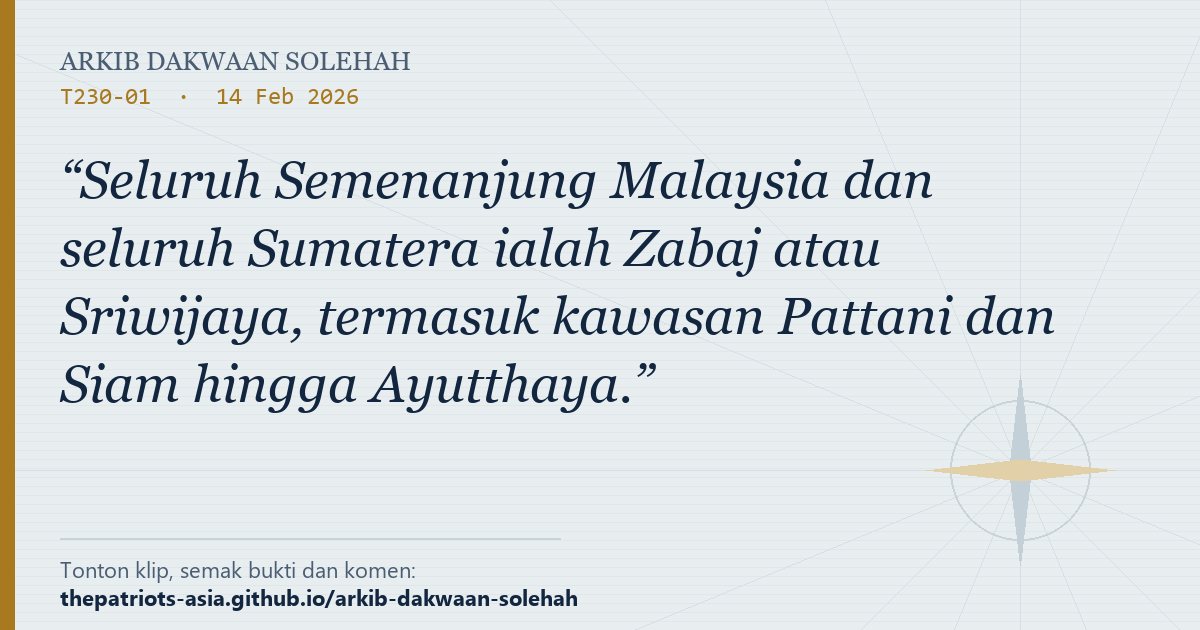 ARKIB DAKWAAN SOLEHAH
T230-01 · 14 Feb 2026
“Seluruh Semenanjung Malaysia dan
seluruh Sumatera ialah Zabaj atau
Sriwijaya, termasuk kawasan Pattani dan
Siam hingga Ayutthaya.”
Tonton klip, semak bukti dan komen:
thepatriots-asia.github.io/arkib-dakwaan-solehah